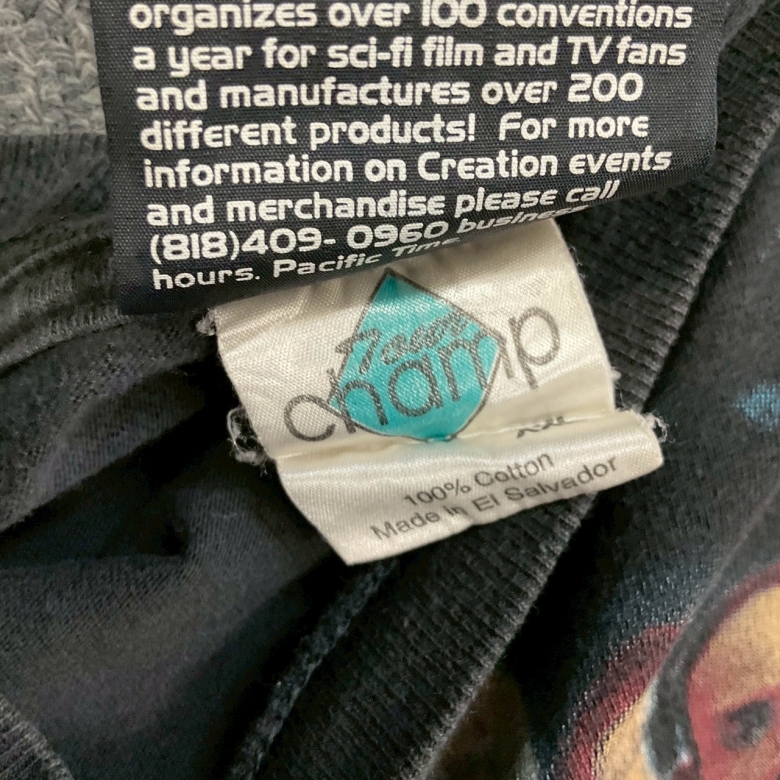 organizes over 100 conventions
a year for sci-fi film and TV fans
and manufactures over 200
different products! For more
information on Creation events
and merchandise please call
(818)409- 0960 business
hours. Pacific Time.
champ
100% Cotton
Made in El Salvador